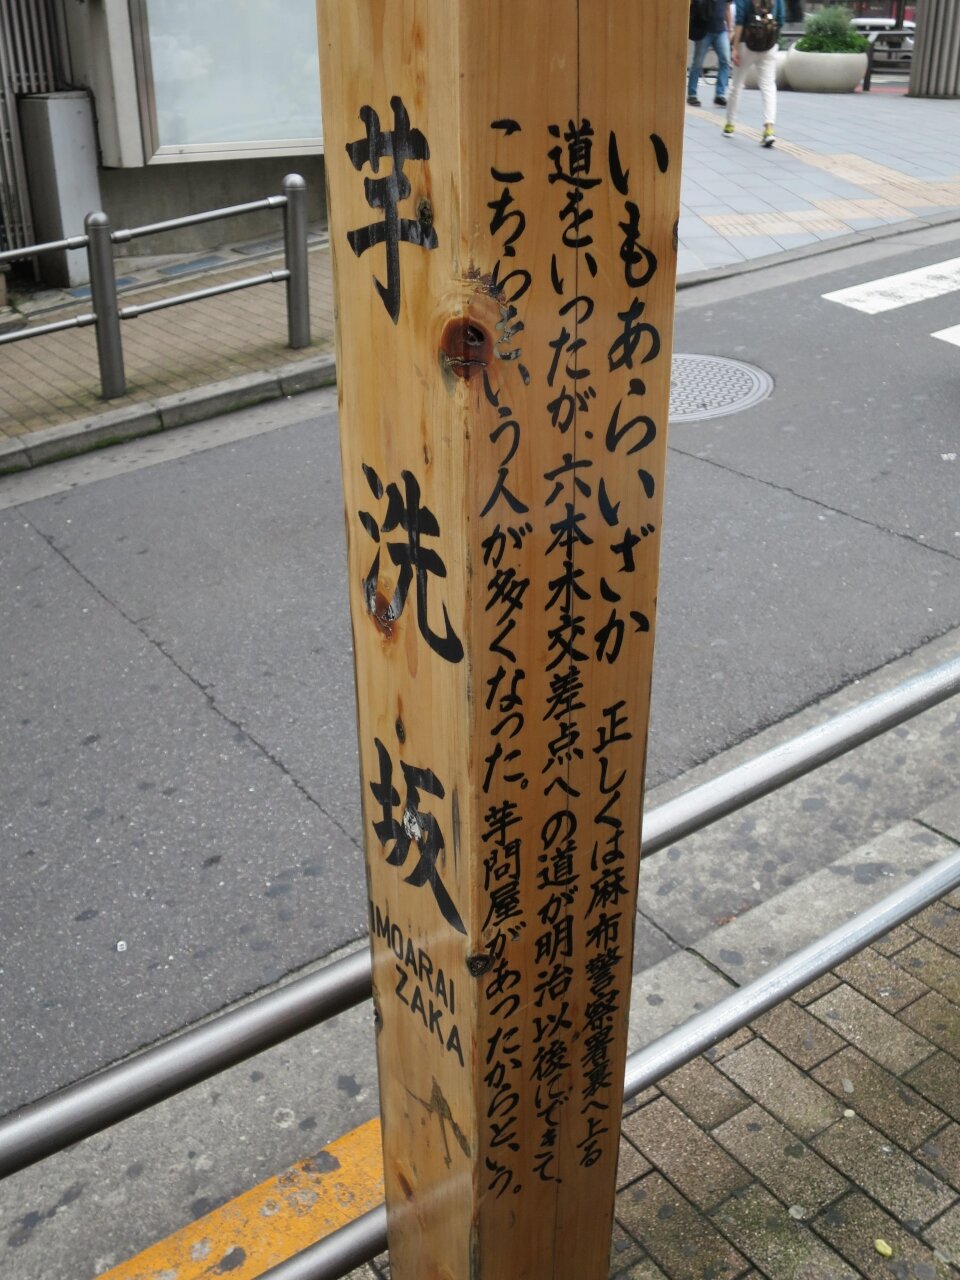 芋洗坂
IMOARAI
ZAKA
いもあらいざか 正しくは麻布警察署裏へ上る
道をいったが、六本木交差点への道が明治以後にできて、
こちらをいう人が多くなった。芋問屋があったからという。